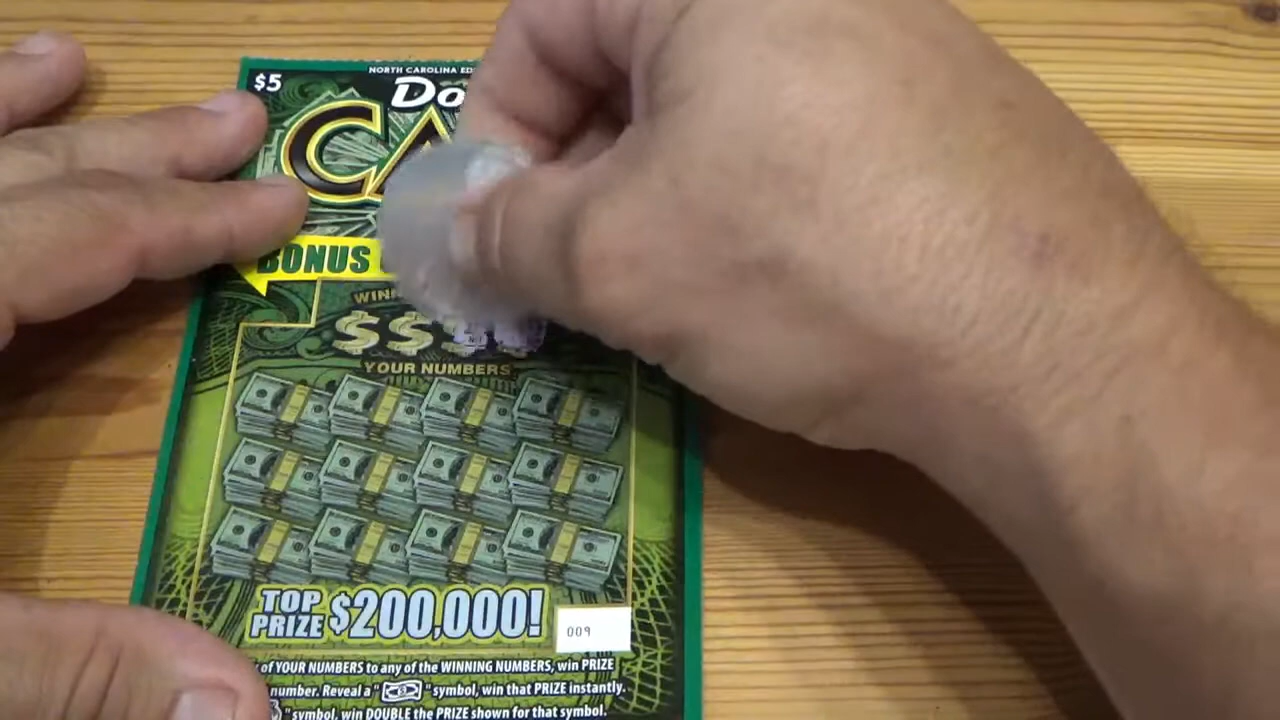 $5
NORTH CAROLINA
BONUS
YOUR NUMBERS
TOP PRIZE $200,000!
009
of YOUR NUMBERS to any of the WINNING NUMBERS, win PRIZE
number. Reveal a " " symbol, win that PRIZE instantly.
" symbol, win DOUBLE the PRIZE shown for that symbol.